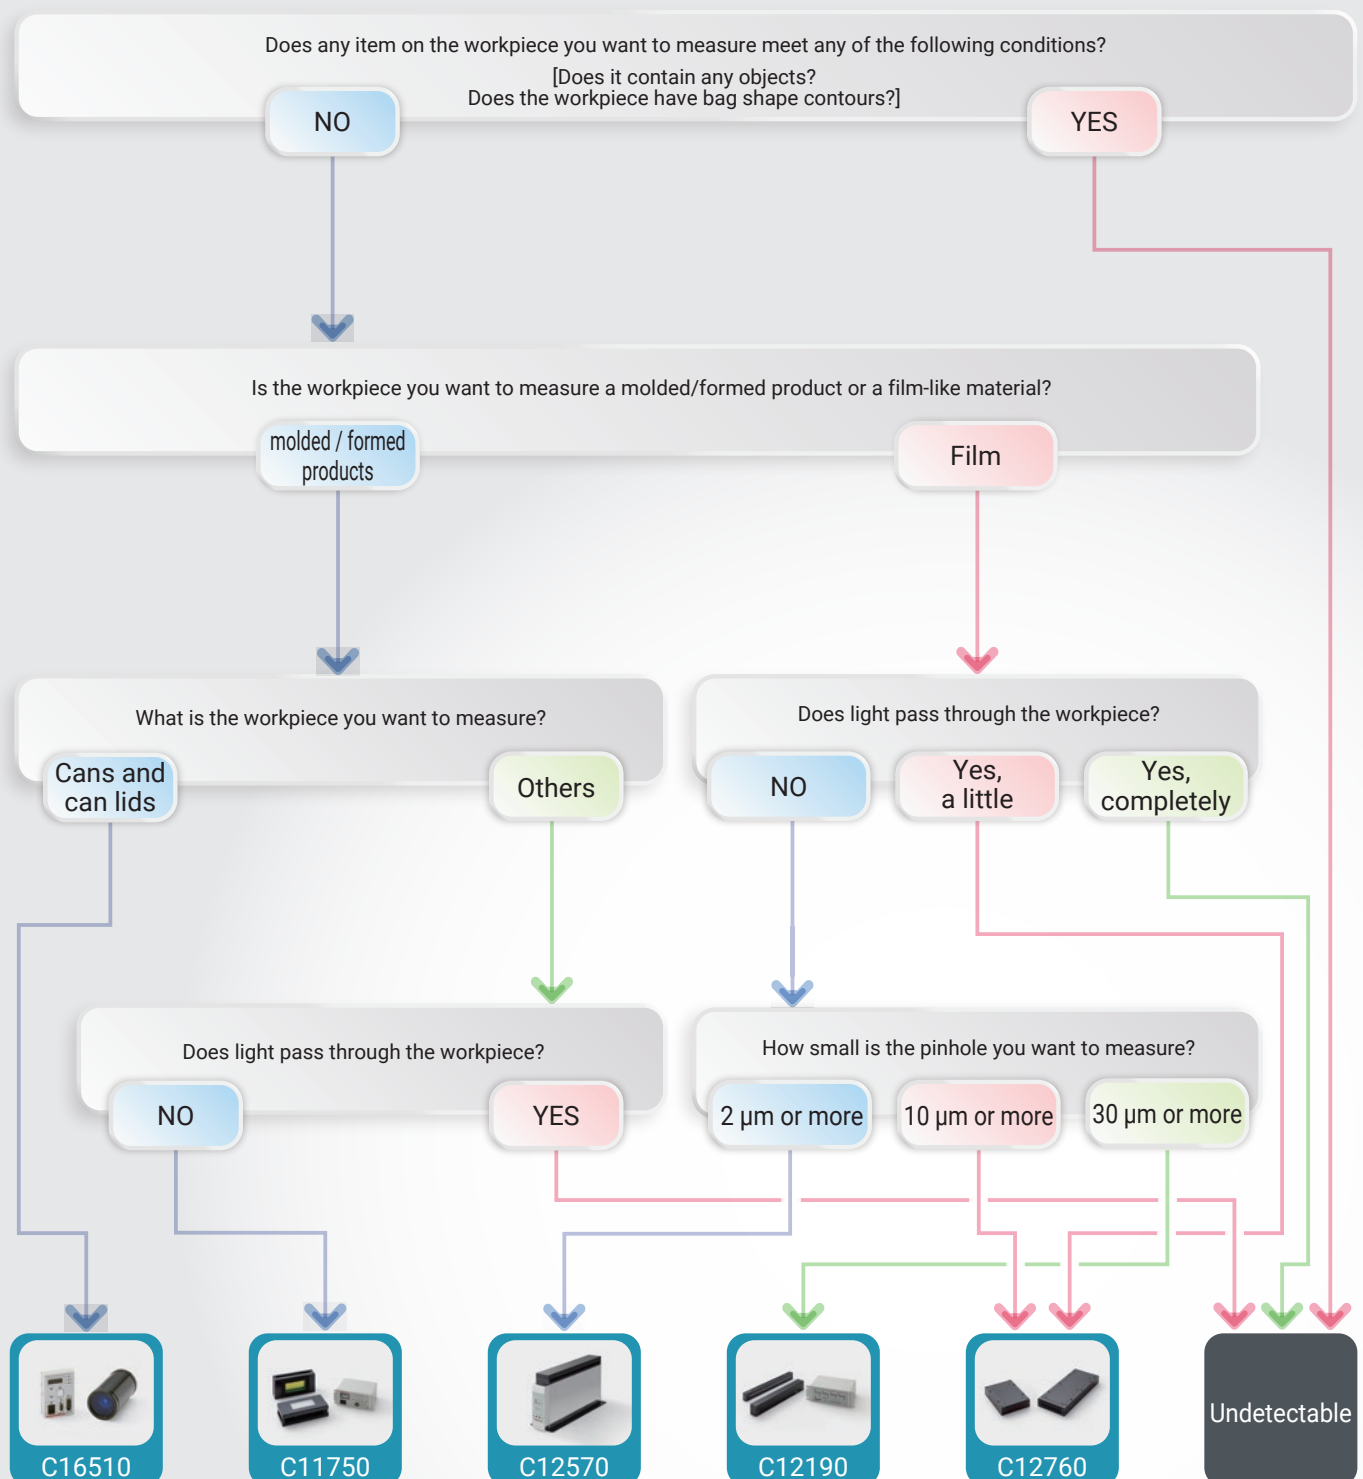 Does any item on the workpiece you want to measure meet any of the following conditions?
[Does it contain any objects?
Does the workpiece have bag shape contours?]
NO
YES
Is the workpiece you want to measure a molded/formed product or a film-like material?
molded / formed
products
Film
What is the workpiece you want to measure?
Cans and
can lids
Others
Does light pass through the workpiece?
NO
Yes,
a little
Yes,
completely
Does light pass through the workpiece?
NO
YES
How small is the pinhole you want to measure?
2 µm or more
10 µm or more
30 µm or more
C16510
C11750
C12570
C12190
C12760
Undetectable